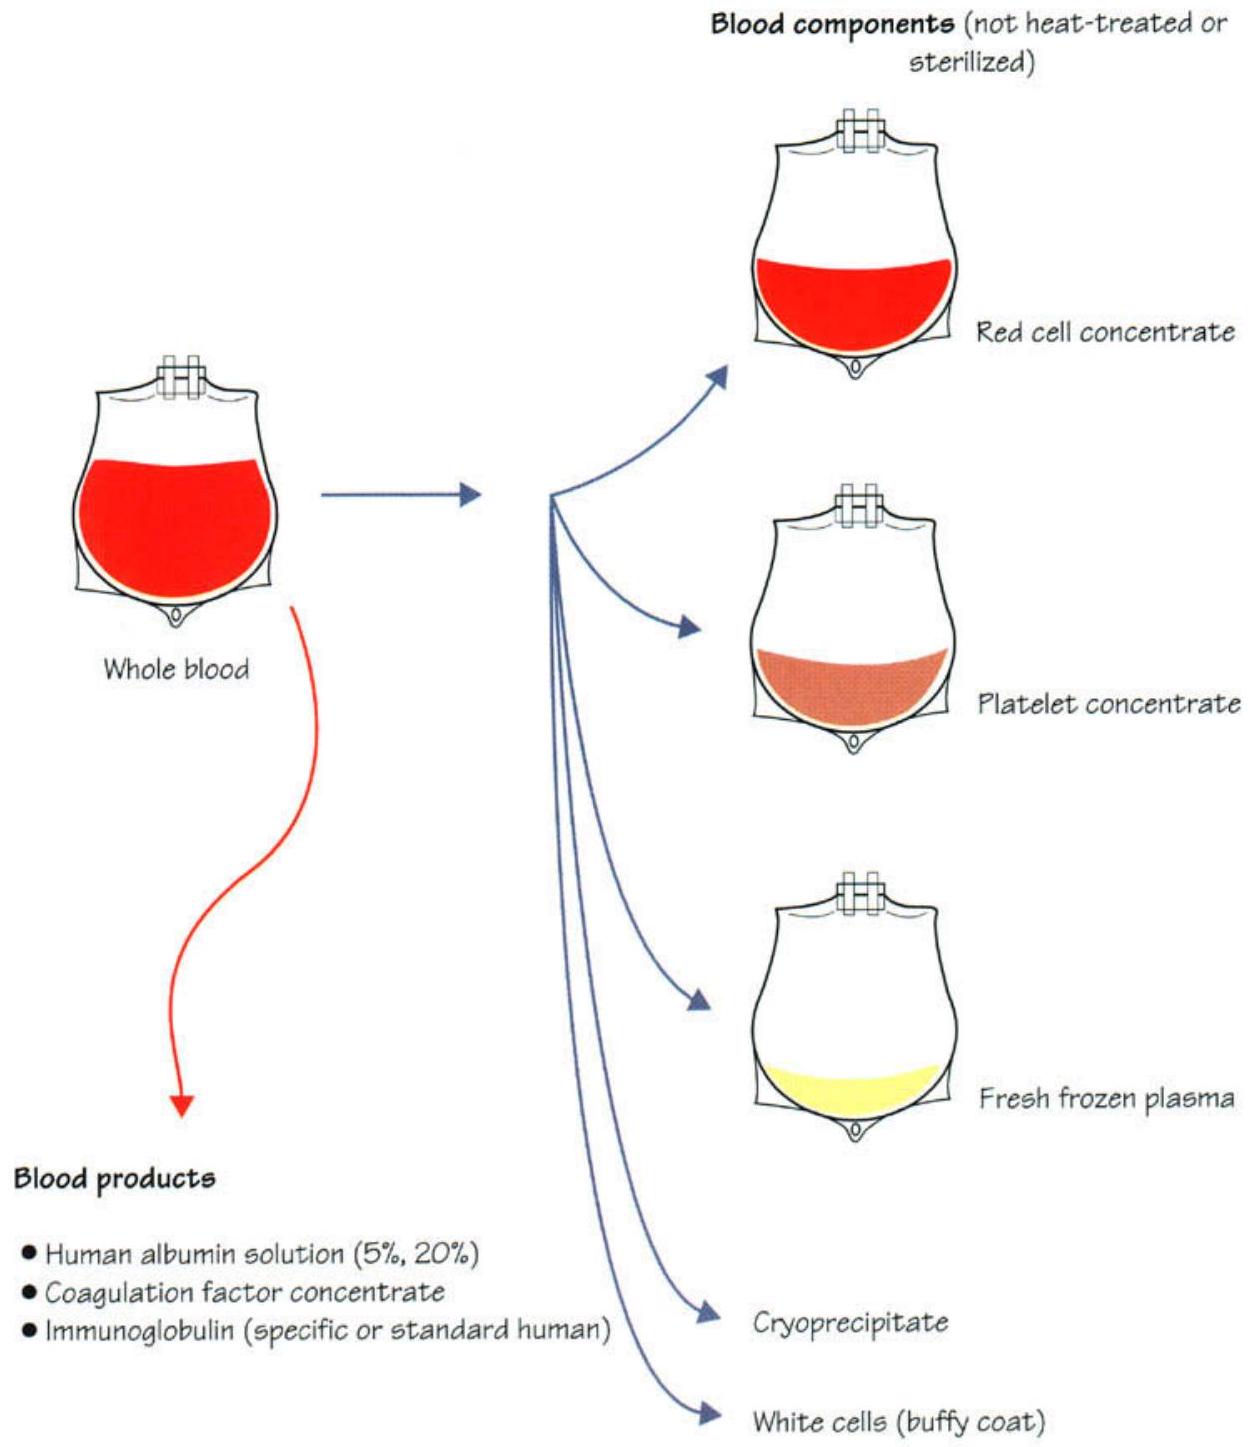 Blood components (not heat-treated or
sterilized)
Red cell concentrate
Whole blood
Platelet concentrate
Fresh frozen plasma
Blood products
● Human albumin solution (5%, 20%)
● Coagulation factor concentrate
● Immunoglobulin (specific or standard human)
Cryoprecipitate
White cells (buffy coat)